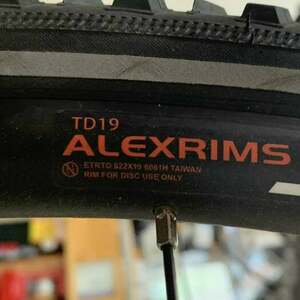 TD19
ALEXRIMS
ETRTO 622X19 6061H TAIWAN
RIM FOR DISC USE ONLY